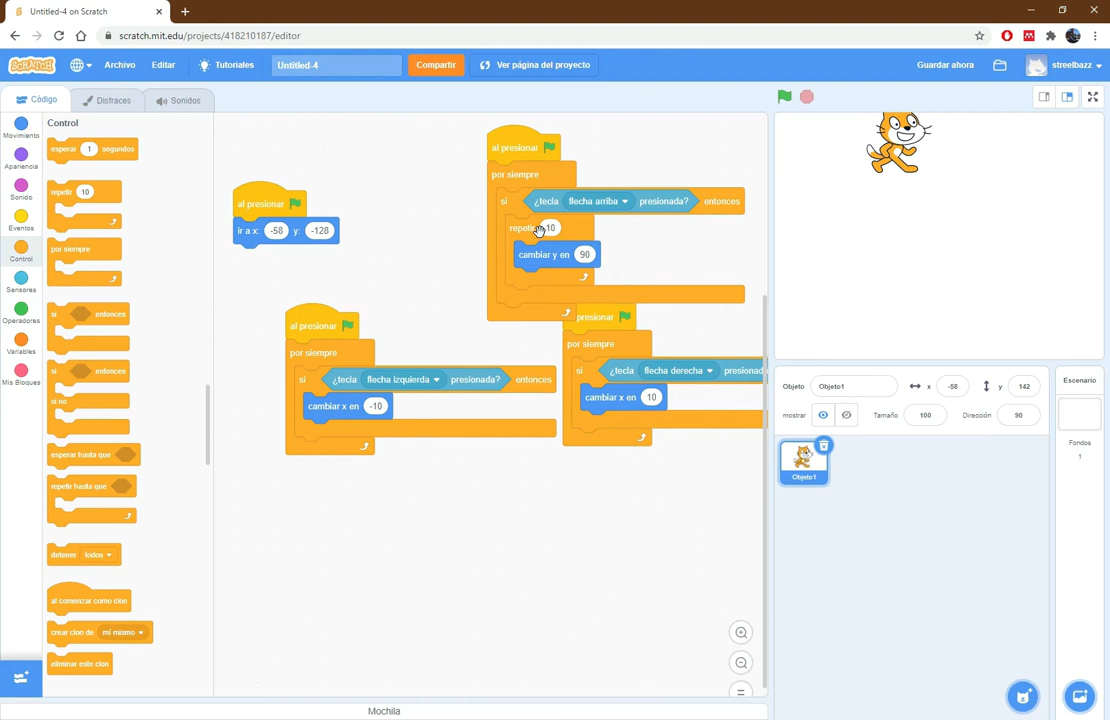 Untitled-4 on Scratch
scratch.mit.edu/projects/418210187/editor
SCRATCH
Archivo
Editar
Tutoriales
Untitled-4
Compartir
Ver página del proyecto
Guardar ahora
streelbazz
Código
Disfraces
Sonidos
Movimiento
Apariencia
Sonido
Eventos
Control
Sensores
Operadores
Variables
Mis Bloques
Control
esperar 1 segundos
repetir 10
por siempre
si entonces
si entonces
si no
esperar hasta que
repetir hasta que
detener todos
al comenzar como clon
crear clon de mí mismo
eliminar este clon
al presionar
ir a x: -58 y: -128
al presionar
por siempre
si ¿tecla flecha arriba presionada? entonces
repetir 10
cambiar y en 90
al presionar
por siempre
si ¿tecla flecha izquierda presionada? entonces
cambiar x en -10
presionar
por siempre
si ¿tecla flecha derecha presionad
cambiar x en 10
Mochila
Objeto Objeto1 x -58 y 142
mostrar Tamaño 100 Dirección 90
Objeto1
Escenario
Fondos
1